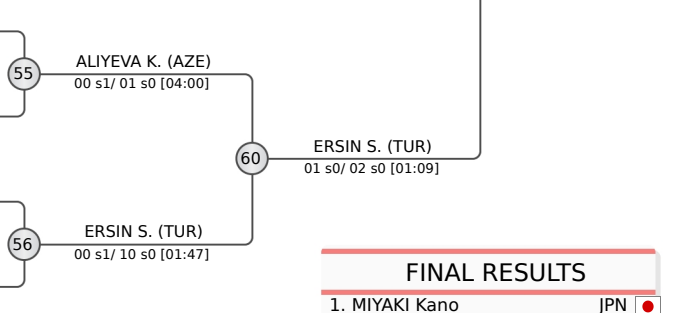 55
ALIYEVA K. (AZE)
00 s1/ 01 s0 [04:00]
60
ERSIN S. (TUR)
01 s0/ 02 s0 [01:09]
56
ERSIN S. (TUR)
00 s1/ 10 s0 [01:47]
FINAL RESULTS
1. MIYAKI Kano JPN